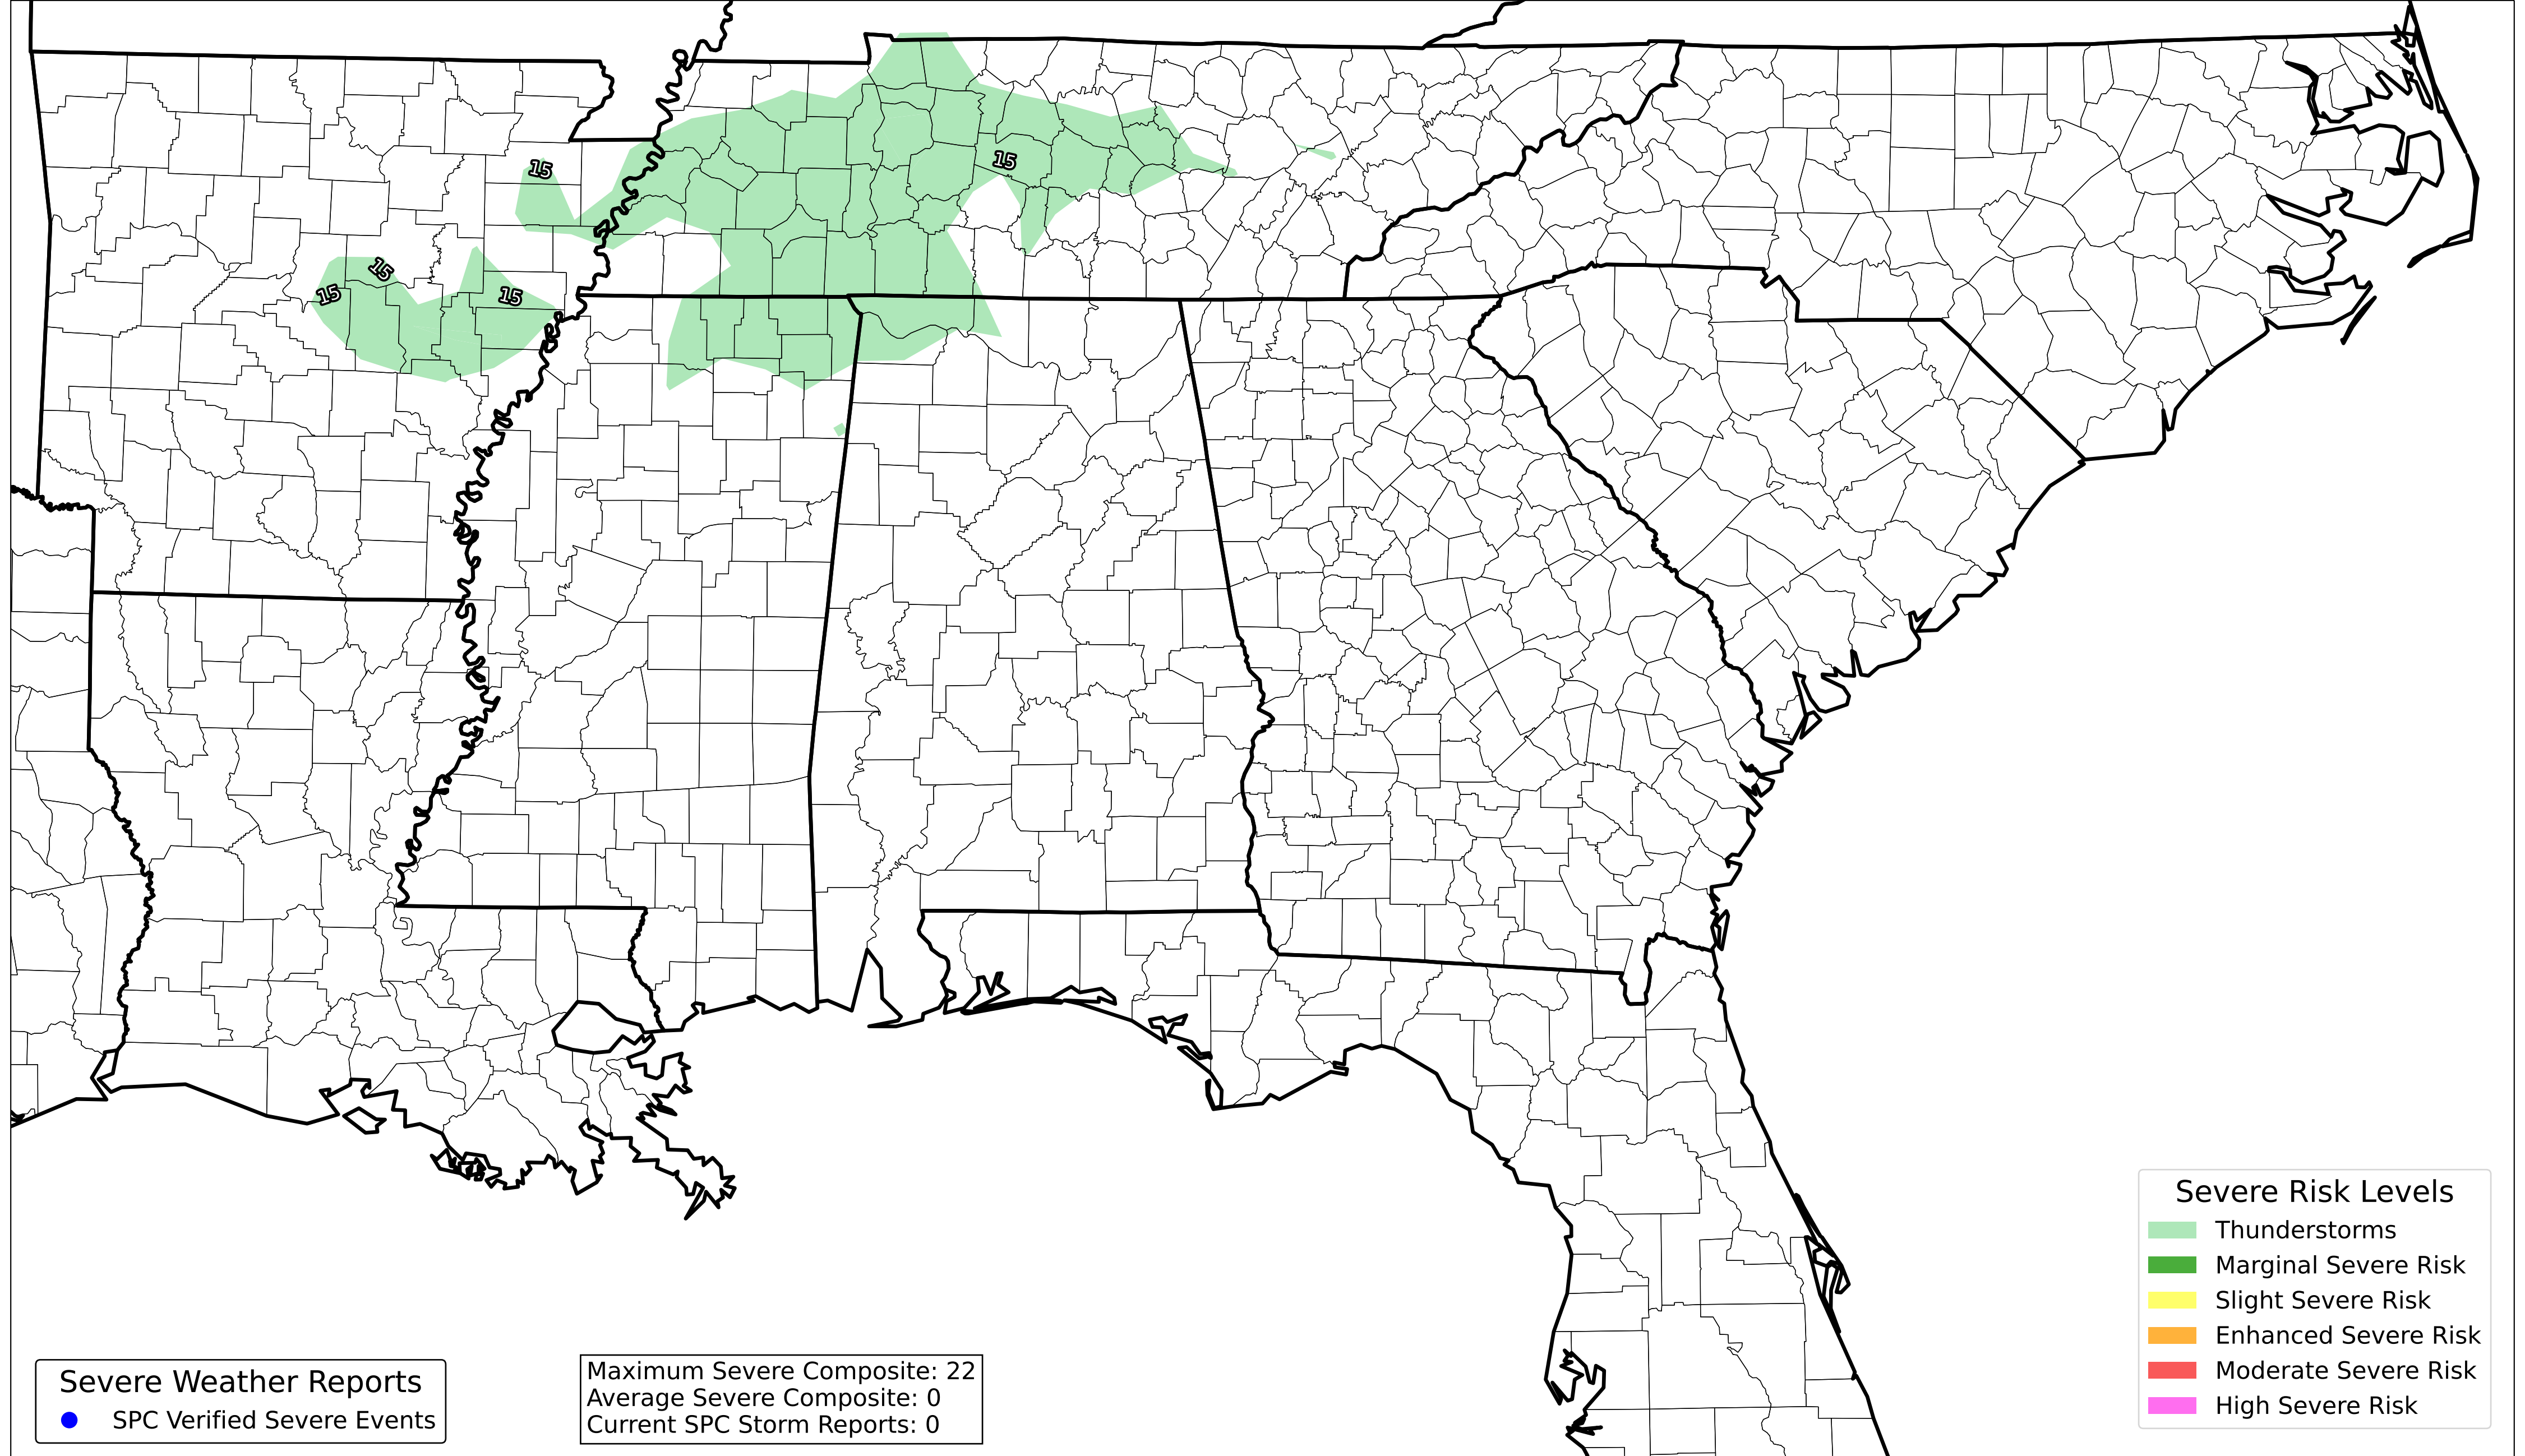 15
15
15
15
15
Severe Risk Levels
Thunderstorms
Marginal Severe Risk
Slight Severe Risk
Enhanced Severe Risk
Moderate Severe Risk
High Severe Risk
Severe Weather Reports
SPC Verified Severe Events
Maximum Severe Composite: 22
Average Severe Composite: 0
Current SPC Storm Reports: 0